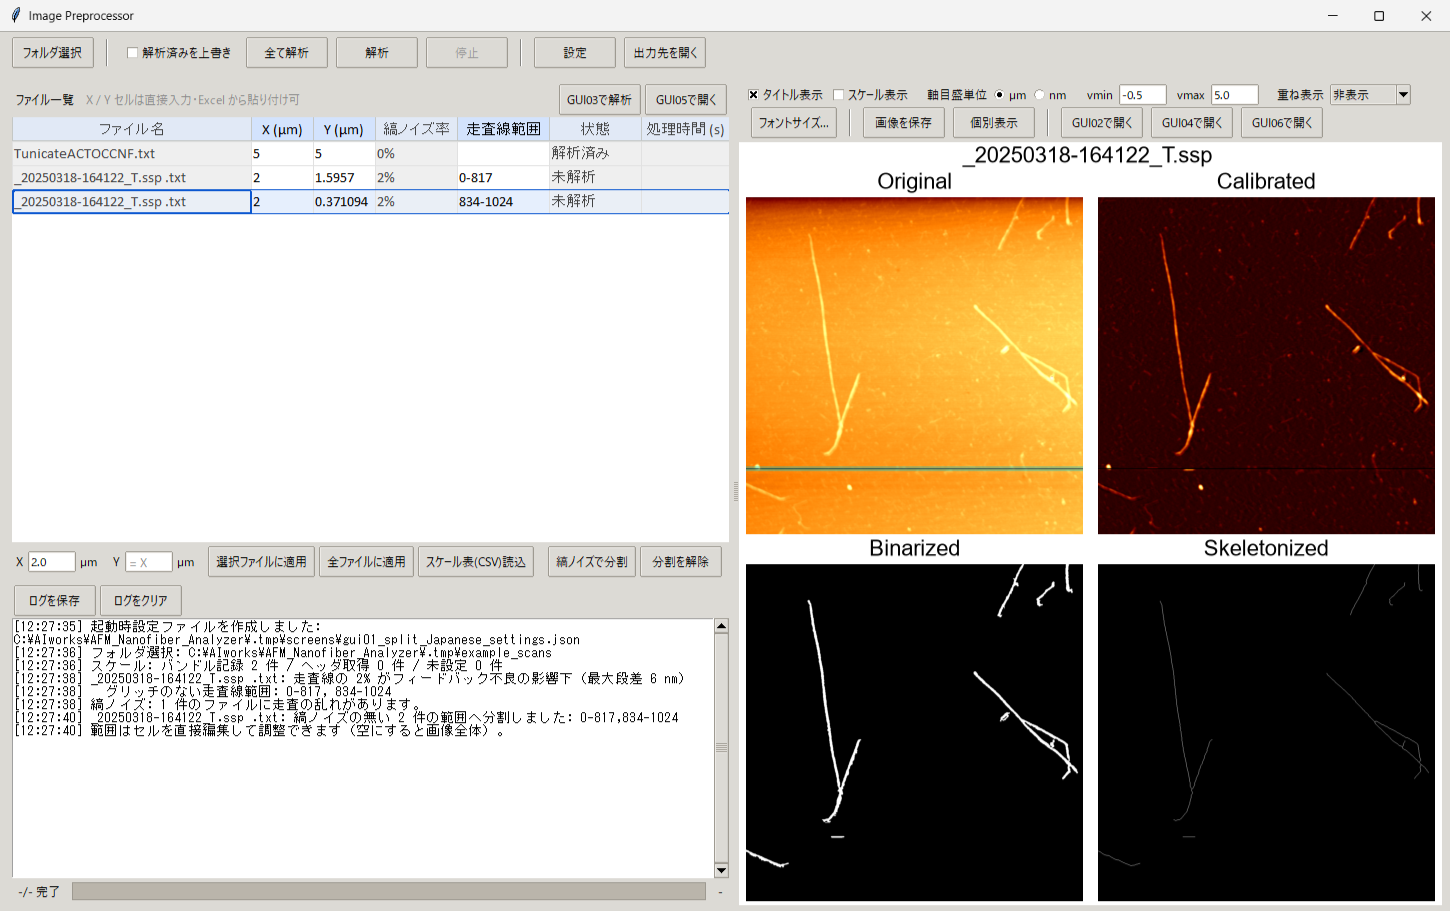 Image Preprocessor
フォルダ選択 解析済みを上書き 全て解析 解析 停止 設定 出力先を開く
ファイル一覧 X / Y セルは直接入力・Excel から貼り付け可 GUI03で解析 GUI05で開く
タイトル表示 スケール表示 軸目盛単位 μm nm vmin -0.5 vmax 5.0 重ね表示 非表示
フォントサイズ... 画像を保存 個別表示 GUI02で開く GUI04で開く GUI06で開く
ファイル名 X (μm) Y (μm) 縞ノイズ率 走査線範囲 状態 処理時間 (s)
TunicateACTOCCNF.txt 5 5 0% 解析済み
_20250318-164122_T.ssp .txt 2 1.5957 2% 0-817 未解析
_20250318-164122_T.ssp .txt 2 0.371094 2% 834-1024 未解析
X 2.0 μm Y = X μm 選択ファイルに適用 全ファイルに適用 スケール表(CSV)読込 縞ノイズで分割 分割を解除
ログを保存 ログをクリア
[12:27:35] 起動時設定ファイルを作成しました:
C:¥AIworks¥AFM_Nanofiber_Analyzer¥.tmp¥screens¥gui01_split_Japanese_settings.json
[12:27:36] フォルダ選択: C:¥AIworks¥AFM_Nanofiber_Analyzer¥.tmp¥example_scans
[12:27:36] スケール: バンドル記録 2 件 / ヘッダ取得 0 件 / 未設定 0 件
[12:27:38] _20250318-164122_T.ssp .txt: 走査線の 2% がフィードバック不良の影響下 (最大段差 6 nm)
[12:27:38] グリッチのない走査線範囲: 0-817, 834-1024
[12:27:38] 縞ノイズ: 1 件のファイルに走査の乱れがあります。
[12:27:40] _20250318-164122_T.ssp .txt: 縞ノイズの無い 2 件の範囲へ分割しました: 0-817,834-1024
[12:27:40] 範囲はセルを直接編集して調整できます (空にすると画像全体) 。
-/- 完了 -
_20250318-164122_T.ssp
Original Calibrated
Binarized Skeletonized